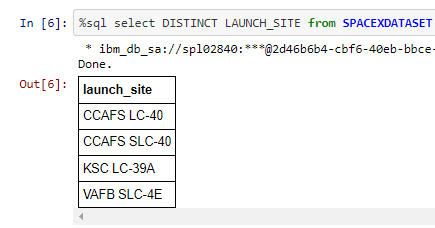 In [6]: %sql select DISTINCT LAUNCH_SITE from SPACEXDATASET
* ibm_db_sa://spl02840:***@2d46b6b4-cbf6-40eb-bbce-
Done.
Out[6]:
launch_site
CCAFS LC-40
CCAFS SLC-40
KSC LC-39A
VAFB SLC-4E